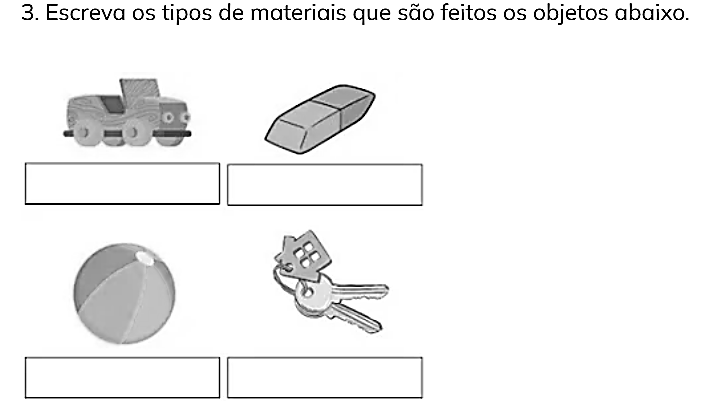 3. Escreva os tipos de materiais que são feitos os objetos abaixo.